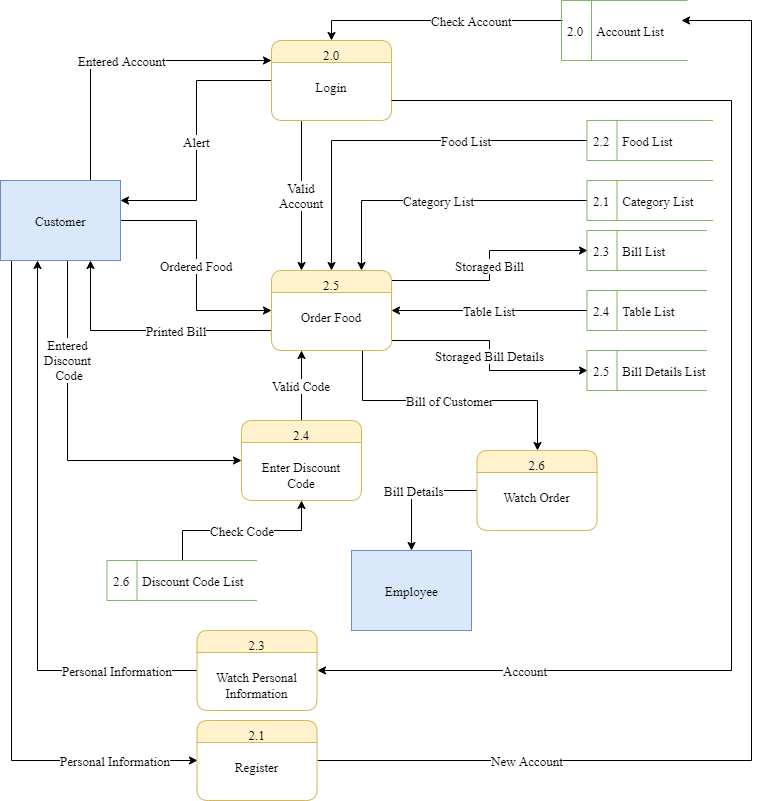 Check Account
2.0
Account List
2.0
Login
Entered Account
Alert
Food List
2.2
Food List
Valid
Account
Category List
2.1
Category List
Customer
Storaged Bill
2.3
Bill List
Ordered Food
2.5
Order Food
Table List
2.4
Table List
Printed Bill
Storaged Bill Details
2.5
Bill Details List
Entered
Discount
Code
Valid Code
Bill of Customer
2.4
Enter Discount
Code
2.6
Watch Order
Bill Details
Check Code
2.6
Discount Code List
Employee
2.3
Watch Personal
Information
Personal Information
Account
2.1
Register
Personal Information
New Account